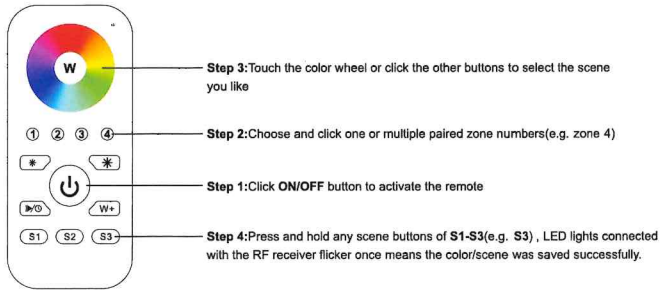 W
Step 3:Touch the color wheel or click the other buttons to select the scene
you like
1 2 3 4
Step 2:Choose and click one or multiple paired zone numbers(e.g. zone 4)
Step 1:Click ON/OFF button to activate the remote
W+
S1 S2 S3
Step 4:Press and hold any scene buttons of S1-S3(e.g. S3) , LED lights connected
with the RF receiver flicker once means the color/scene was saved successfully.